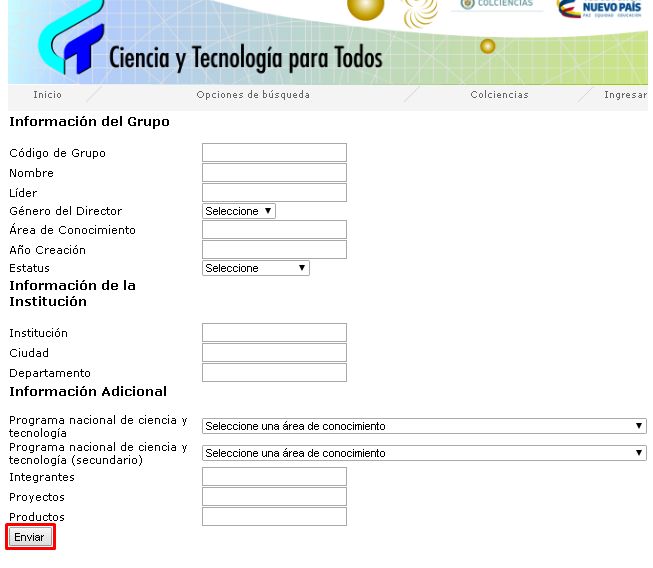 COLCIENCIAS
NUEVO PAÍS
PAZ EQUIDAD EDUCACIÓN
Ciencia y Tecnología para Todos
Inicio
Opciones de búsqueda
Colciencias
Ingresar
Información del Grupo
Código de Grupo
Nombre
Líder
Género del Director Seleccione
Área de Conocimiento
Año Creación
Estatus Seleccione
Información de la
Institución
Institución
Ciudad
Departamento
Información Adicional
Programa nacional de ciencia y
tecnología
Seleccione una área de conocimiento
Programa nacional de ciencia y
tecnología (secundario)
Seleccione una área de conocimiento
Integrantes
Proyectos
Productos
Enviar